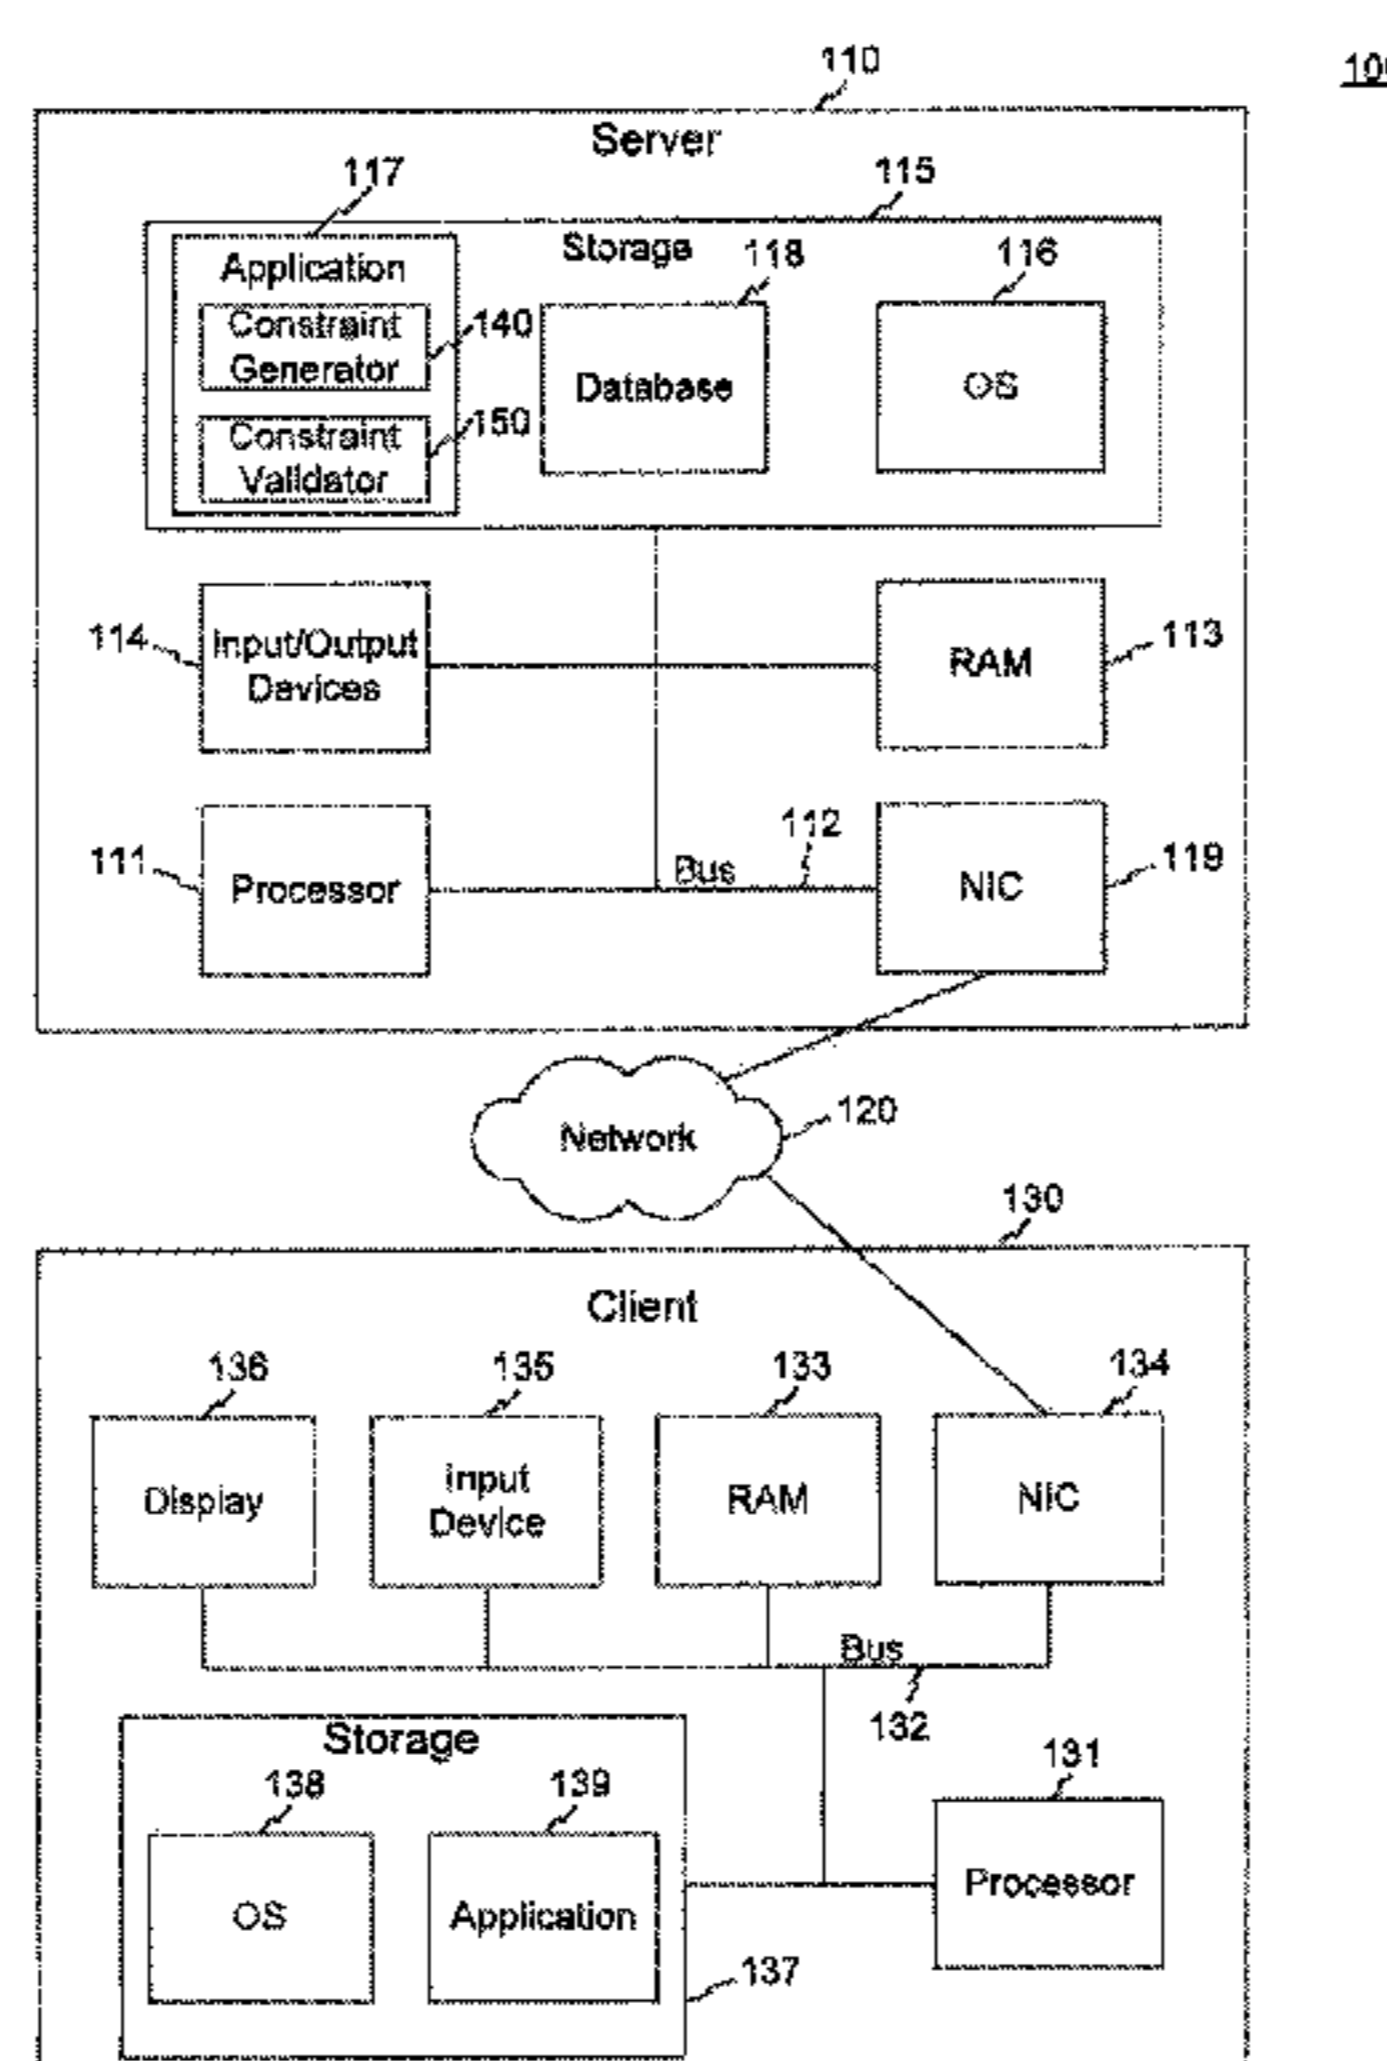 110
10
Server
117
115
Application
Storage
118
116
Constraint
Generator
140
Database
OS
Constraint
Validator
150
114
Input/Output
Devices
RAM
113
112
111
Processor
Bus
NIC
119
Network
120
130
Client
136
135
133
134
Display
Input
Device
RAM
NIC
Bus
132
Storage
131
138
139
OS
Application
Processor
137